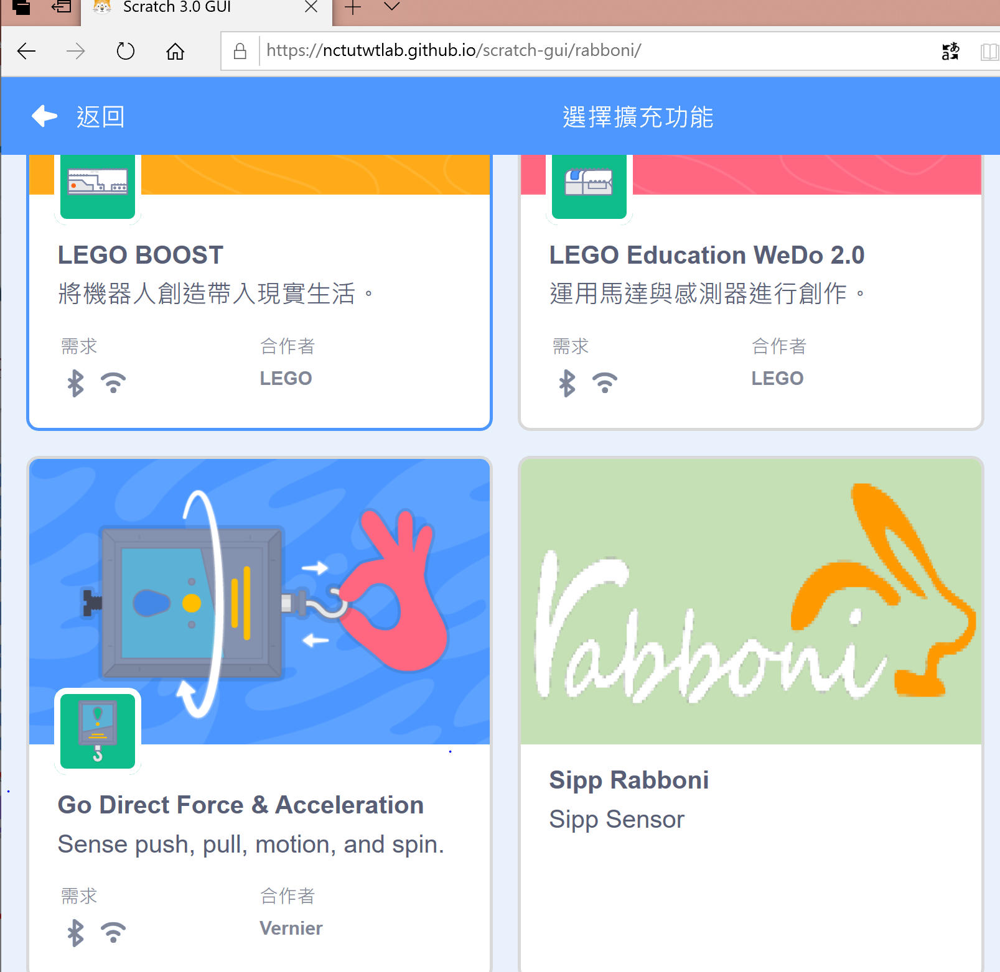 Scratch 3.0 GUI
https://nctutwtlab.github.io/scratch-gui/rabboni/
返回
選擇擴充功能
LEGO BOOST
將機器人創造帶入現實生活。
需求
合作者
LEGO
LEGO Education WeDo 2.0
運用馬達與感測器進行創作。
需求
合作者
LEGO
Go Direct Force & Acceleration
Sense push, pull, motion, and spin.
需求
合作者
Vernier
rabboni
Sipp Rabboni
Sipp Sensor